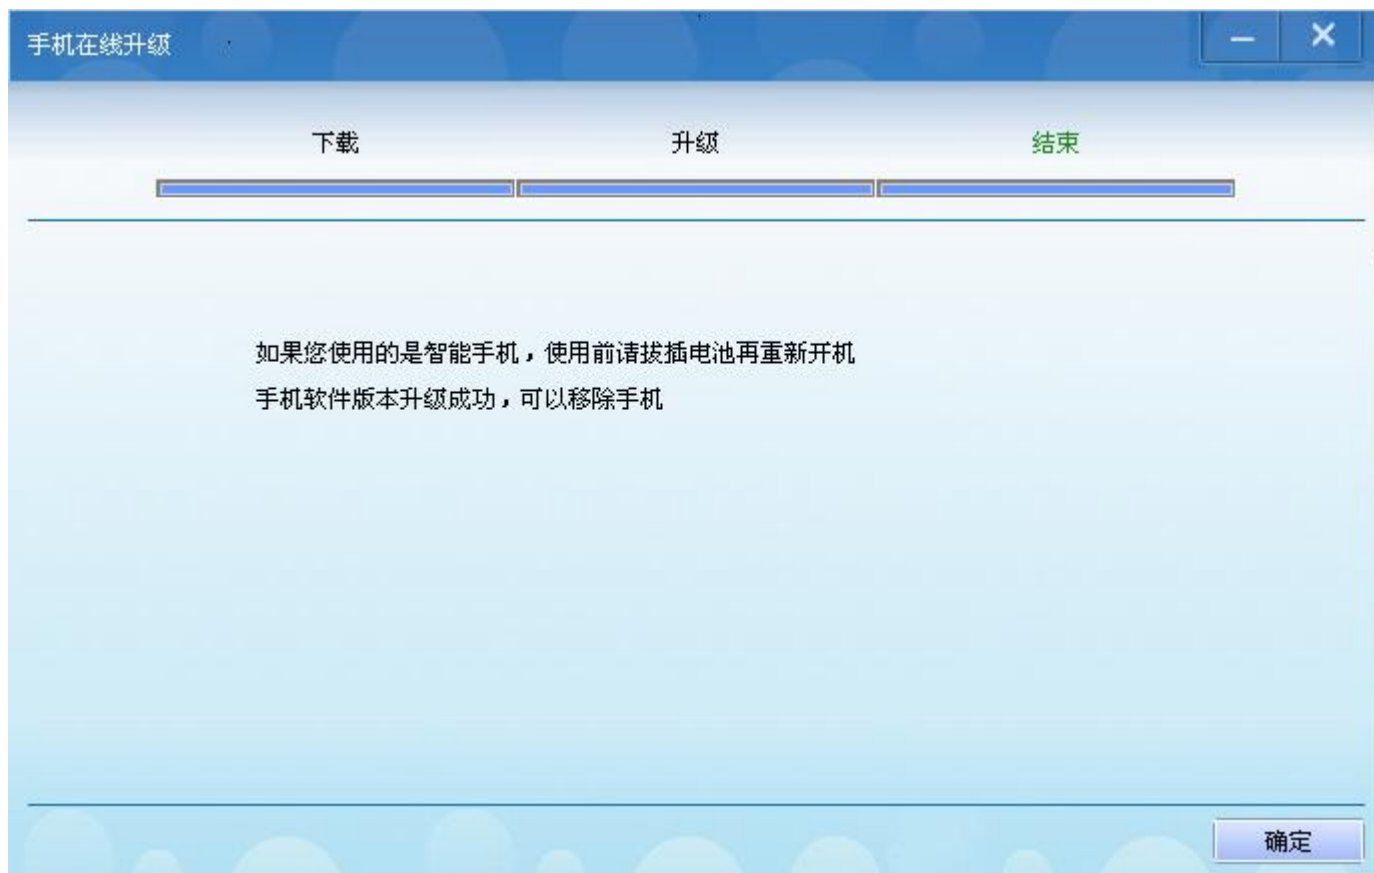 手机在线升级
下载
升级
结束
如果您使用的是智能手机，使用前请拔插电池再重新开机
手机软件版本升级成功，可以移除手机
确定